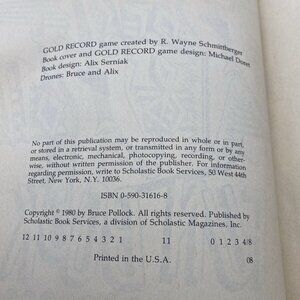 GOLD RECORD game created by R. Wayne Schmittberger
Book cover and GOLD RECORD game design: Michael Doret
Book design: Alix Serniak
Drones: Bruce and Alix
No part of this publication may be reproduced in whole or in part,
or stored in a retrieval system, or transmitted in any form or by any
means, electronic, mechanical, photocopying, recording, or other-
wise, without written permission of the publisher. For information
regarding permission, write to Scholastic Book Services, 50 West 44th
Street, New York, N.Y. 10036.
ISBN 0-590-31616-8
Copyright © 1980 by Bruce Pollock. All rights reserved. Published by
Scholastic Book Services, a division of Scholastic Magazines, Inc.
12 11 10 9 8 7 6 5 4 3 2 1 11 0 1 2 3 4/8
Printed in the U.S.A. 08